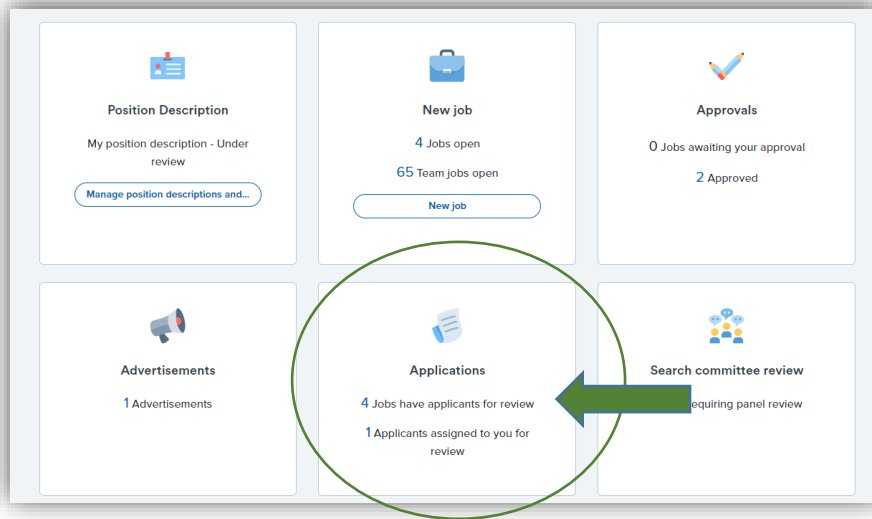 Position Description
My position description - Under
review
Manage position descriptions and...
New job
4 Jobs open
65 Team jobs open
New job
Approvals
0 Jobs awaiting your approval
2 Approved
Advertisements
1 Advertisements
Applications
4 Jobs have applicants for review
1 Applicants assigned to you for
review
Search committee review
equiring panel review